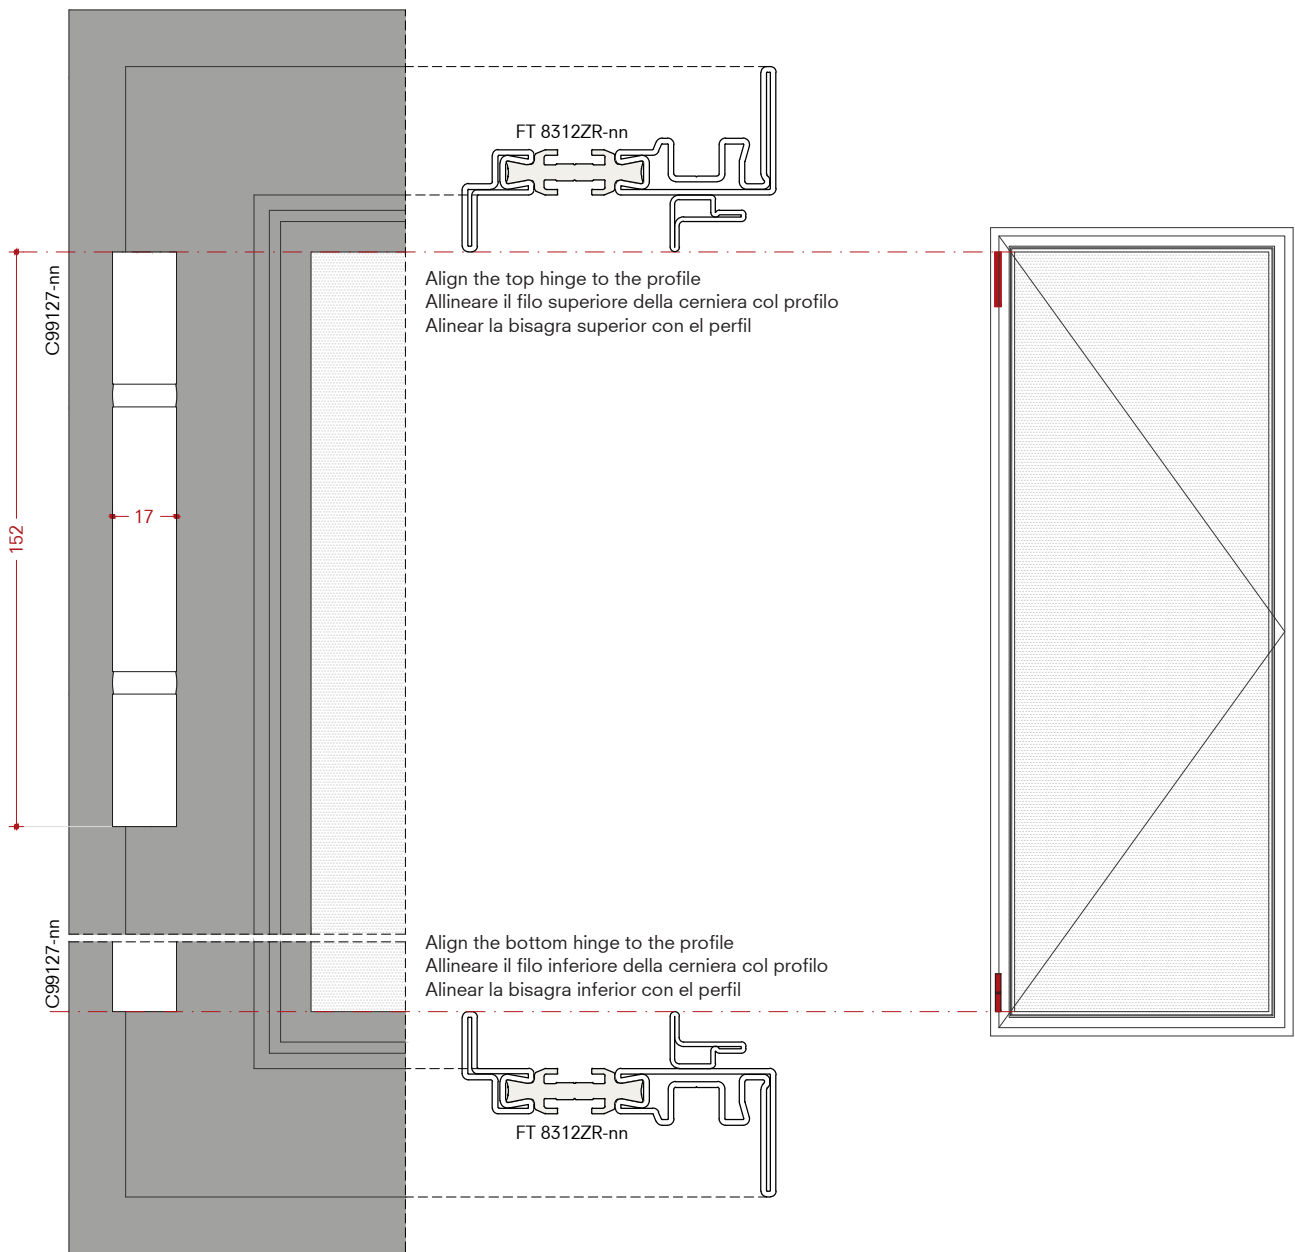 FT 8312ZR-nn
C99127-nn
Align the top hinge to the profile
Allineare il filo superiore della cerniera col profilo
Alinear la bisagra superior con el perfil
17
152
C99127-nn
Align the bottom hinge to the profile
Allineare il filo inferiore della cerniera col profilo
Alinear la bisagra inferior con el perfil
FT 8312ZR-nn